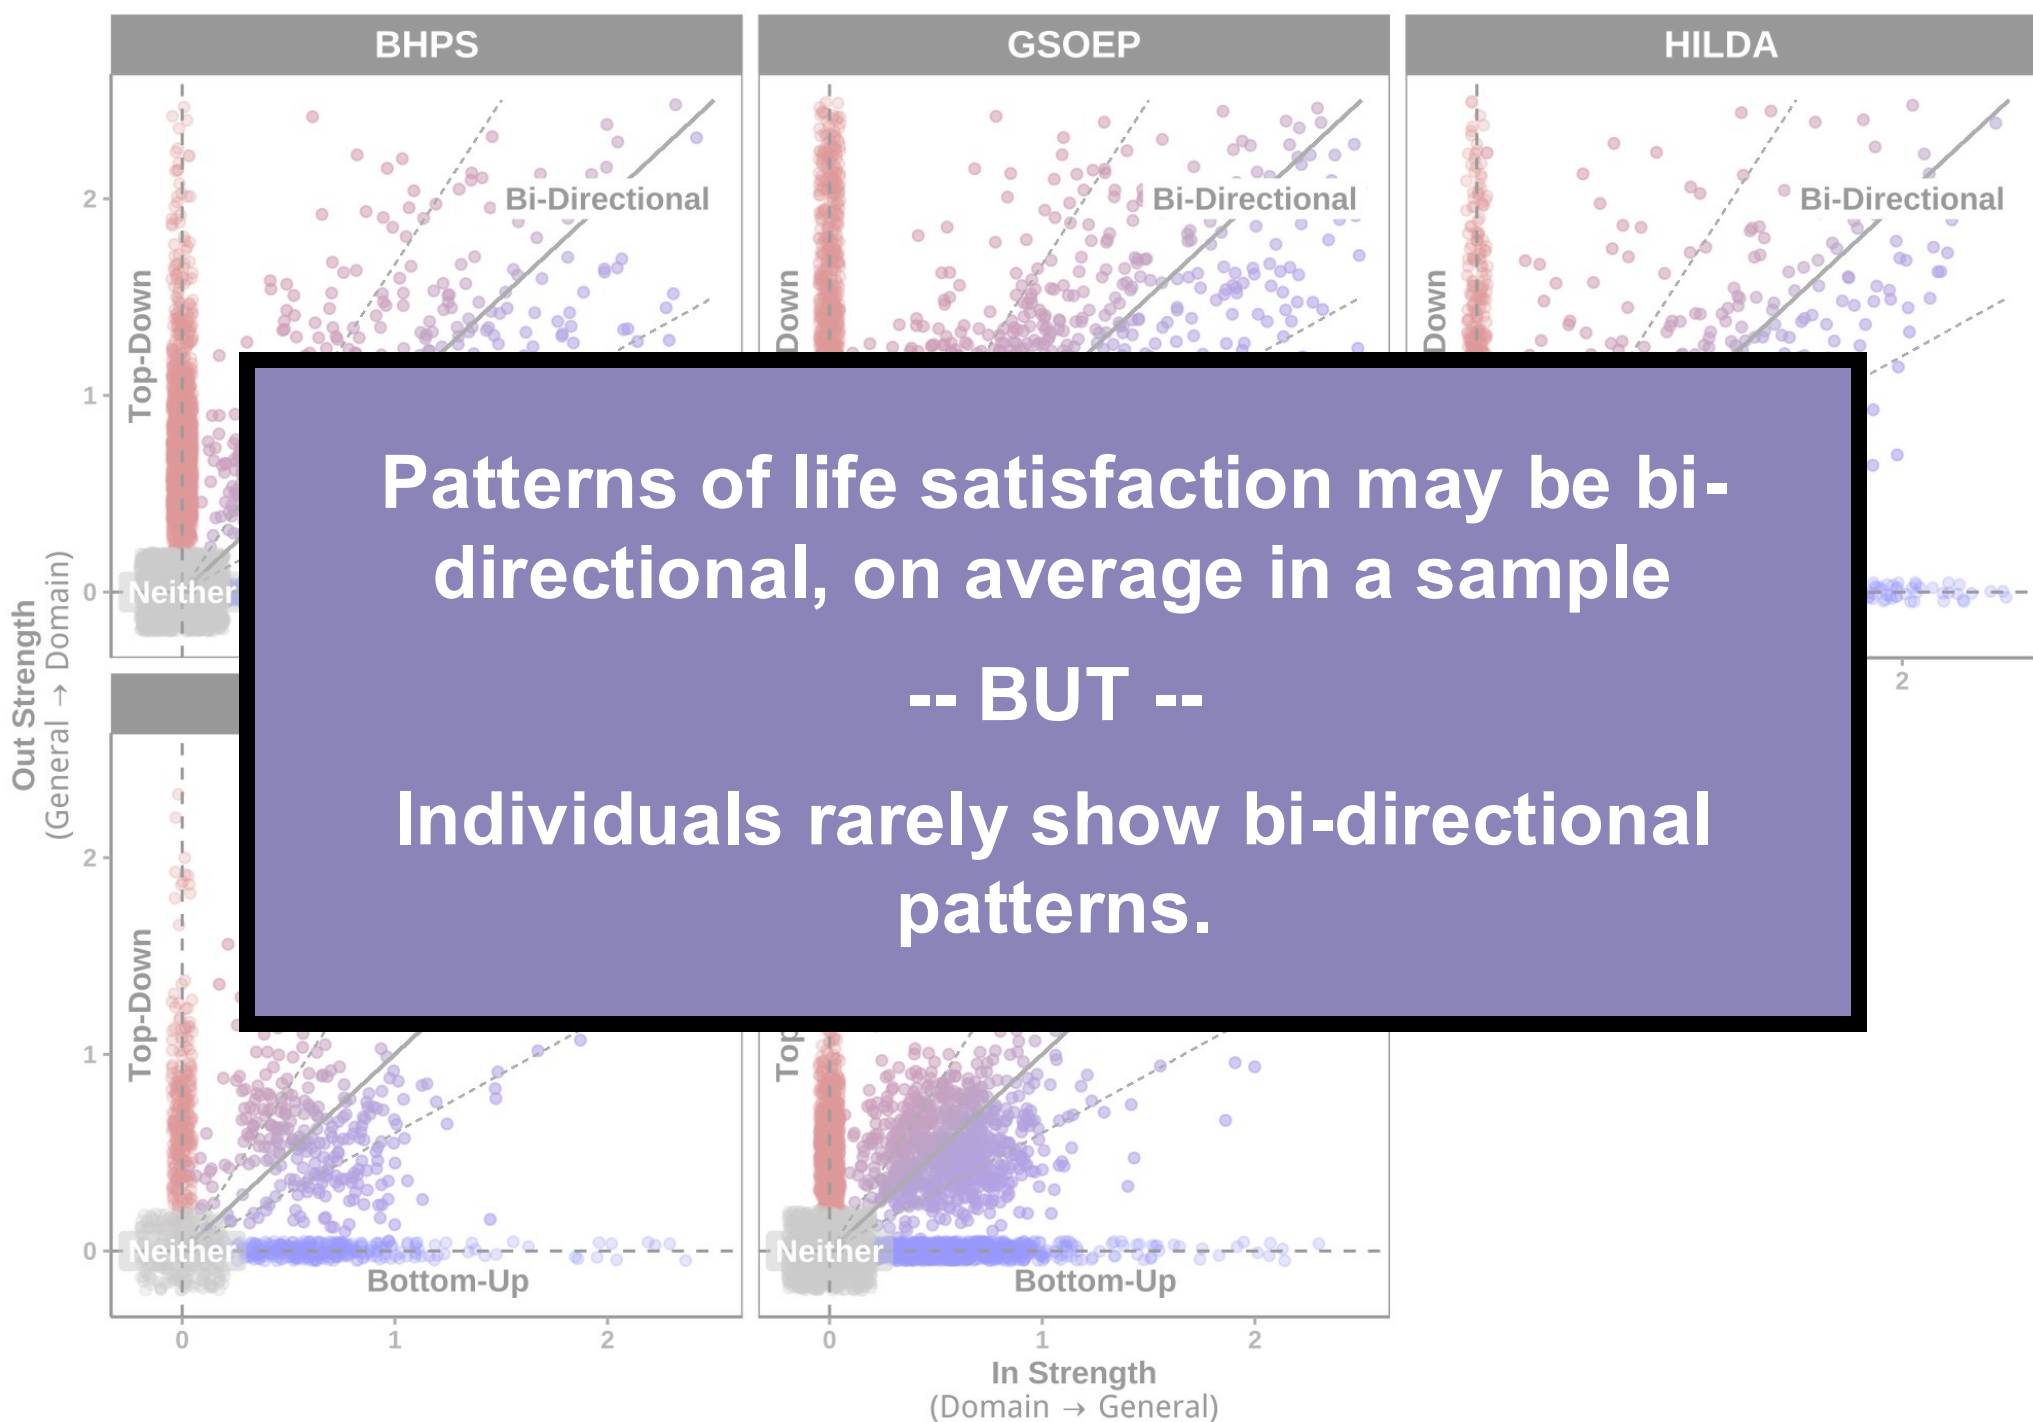 BHPS
GSOEP
HILDA
Bi-Directional
Bi-Directional
Bi-Directional
Top-Down
Down
Down
2
1
0
Neither
2
Out Strength
(General → Domain)
Patterns of life satisfaction may be bi-
directional, on average in a sample
-- BUT --
Individuals rarely show bi-directional
patterns.
2
1
0
Top-Down
Top
Neither
Neither
Bottom-Up
Bottom-Up
0
1
2
0
1
2
In Strength
(Domain → General)